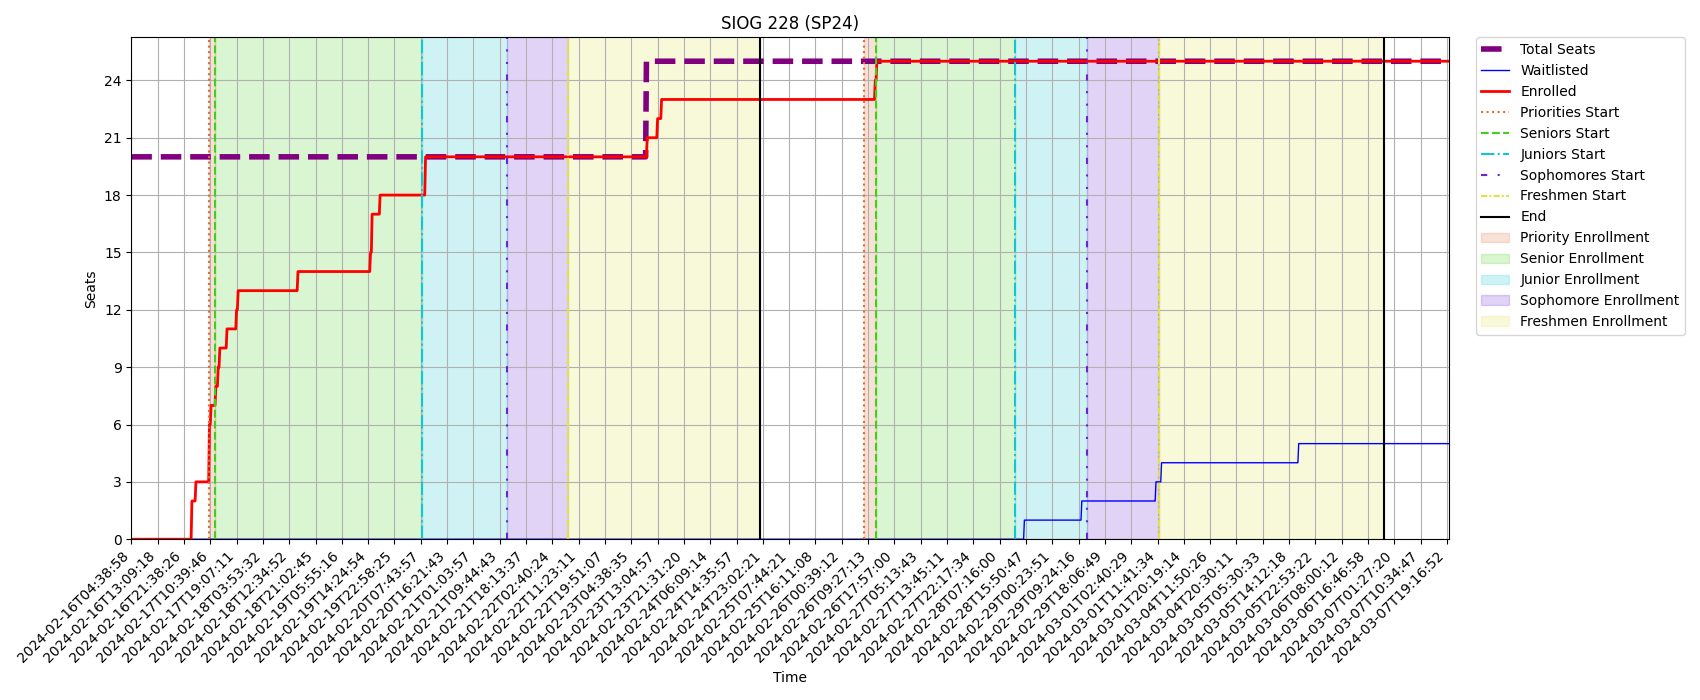 SIOG 228 (SP24)
Total Seats
Waitlisted
Enrolled
Priorities Start
Seniors Start
Juniors Start
Sophomores Start
Freshmen Start
End
Priority Enrollment
Senior Enrollment
Junior Enrollment
Sophomore Enrollment
Freshmen Enrollment
Seats
24
21
18
15
12
9
6
3
0
2024-02-16T04:38:58
2024-02-16T13:09:18
2024-02-16T21:38:26
2024-02-17T10:39:46
2024-02-17T19:07:11
2024-02-18T03:53:32
2024-02-18T12:34:52
2024-02-18T21:02:45
2024-02-19T05:55:16
2024-02-19T14:24:54
2024-02-19T22:58:25
2024-02-20T07:43:57
2024-02-20T16:21:43
2024-02-21T01:03:57
2024-02-21T09:44:43
2024-02-21T18:13:37
2024-02-22T02:40:24
2024-02-22T11:23:11
2024-02-22T19:51:07
2024-02-23T04:38:35
2024-02-23T13:04:57
2024-02-23T21:31:20
2024-02-24T06:09:14
2024-02-24T14:35:57
2024-02-24T23:02:21
2024-02-25T07:44:21
2024-02-25T16:11:08
2024-02-26T00:39:12
2024-02-26T09:27:13
2024-02-26T17:57:00
2024-02-27T05:13:43
2024-02-27T13:45:11
2024-02-27T22:17:34
2024-02-28T07:16:00
2024-02-28T15:50:47
2024-02-29T00:23:51
2024-02-29T09:24:16
2024-02-29T18:06:49
2024-03-01T02:40:29
2024-03-01T11:41:34
2024-03-01T20:19:14
2024-03-04T11:50:26
2024-03-04T20:30:11
2024-03-05T05:30:33
2024-03-05T14:12:18
2024-03-05T22:53:22
2024-03-06T08:00:12
2024-03-06T16:46:58
2024-03-07T01:27:20
2024-03-07T10:34:47
2024-03-07T19:16:52
Time